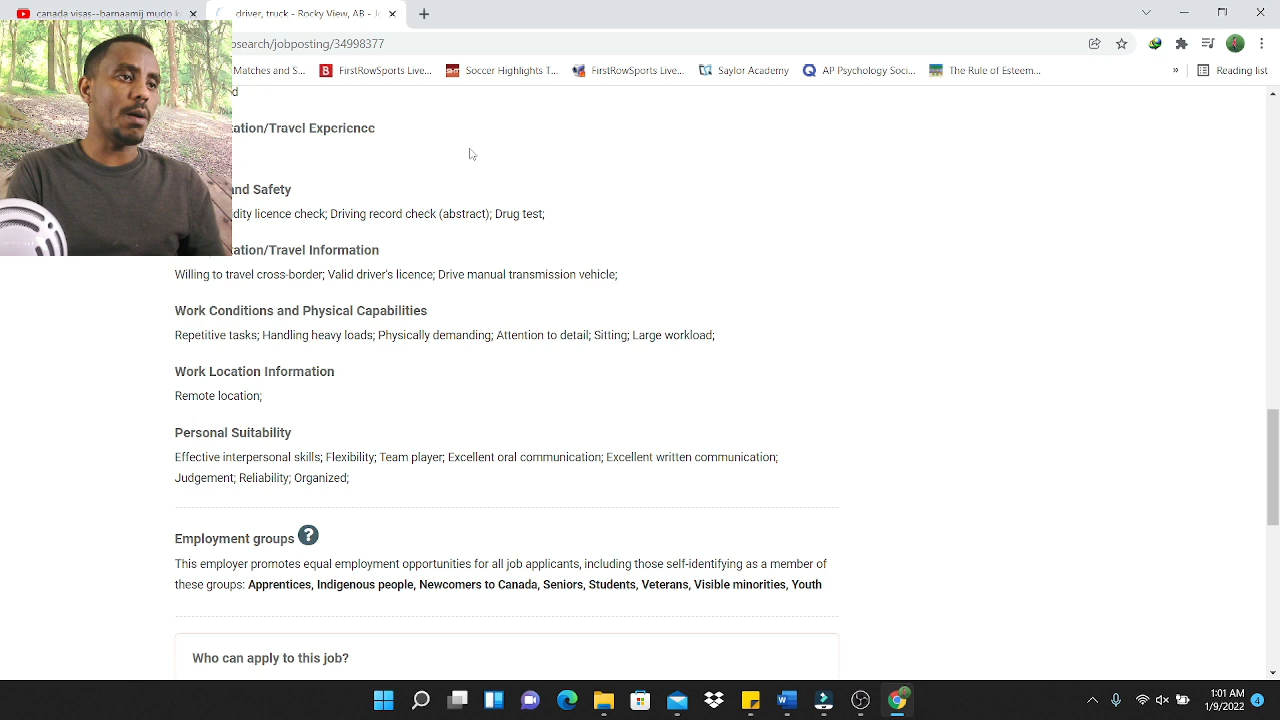 canada visas--barnamujid...
search/jobposting/34998377
Matches and S... FirstRowSports Live... Soccer Highlights T... FirstRowSports Live... Saylor Academy AP Psychology Soci... The Rule of Esteem... » Reading list
d
ation/Travel Experience
and Safety
dity licence check; Driving record check (abstract); Drug test;
ation/Travel Information
Willing to travel cross-border; Valid driver's licence; Drive manual transmission vehicle;
Work Conditions and Physical Capabilities
Repetitive tasks; Handling heavy loads; Physically demanding; Attention to detail; Sitting; Large workload;
Work Location Information
Remote location;
Personal Suitability
Effective interpersonal skills; Flexibility; Team player; Excellent oral communication; Excellent written communication;
Judgement; Reliability; Organized;
Employment groups ?
This employer promotes equal employment opportunities for all job applicants, including those self-identifying as a member of
these groups: Apprentices, Indigenous people, Newcomers to Canada, Seniors, Students, Veterans, Visible minorities, Youth
Who can apply to this job?
1:01 AM
1/9/2022
4